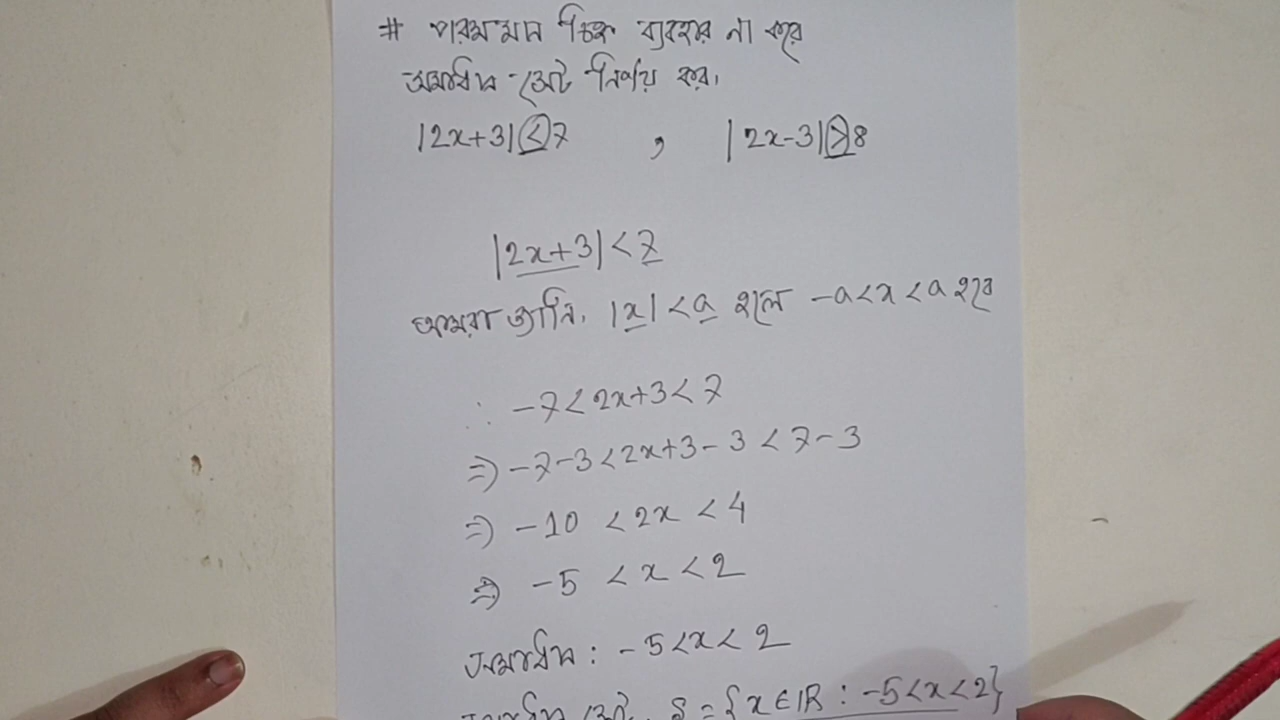 # পরমমান চিহ্ন ব্যবহার না করে
সমাধান সেট নির্ণয় কর।
|2x+3|<7 , |2x-3|>8
|2x+3|<7
আমরা জানি, |x|<a হলে -a<x<a হবে
∴ -7<2x+3<7
⇒ -7-3<2x+3-3<7-3
⇒ -10 <2x <4
⇒ -5 <x<2
সমাধান : -5<x<2
সমাধান সেট, S={x∈IR : -5<x<2}